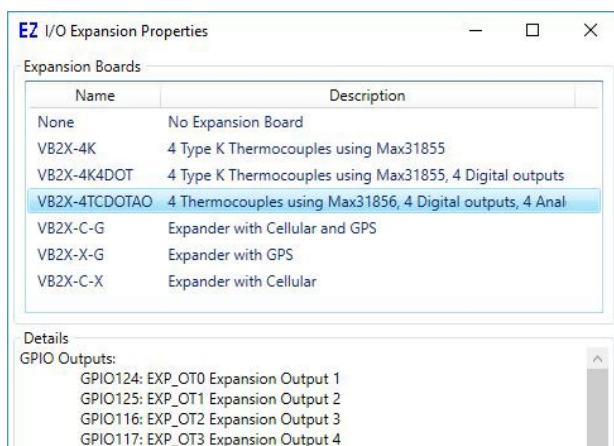 EZ I/O Expansion Properties
Expansion Boards
Name Description
None No Expansion Board
VB2X-4K 4 Type K Thermocouples using Max31855
VB2X-4K4DOT 4 Type K Thermocouples using Max31855, 4 Digital outputs
VB2X-4TCDOTAO 4 Thermocouples using Max31856, 4 Digital outputs, 4 Anal
VB2X-C-G Expander with Cellular and GPS
VB2X-X-G Expander with GPS
VB2X-C-X Expander with Cellular
Details
GPIO Outputs:
GPIO124: EXP_OT0 Expansion Output 1
GPIO125: EXP_OT1 Expansion Output 2
GPIO116: EXP_OT2 Expansion Output 3
GPIO117: EXP_OT3 Expansion Output 4